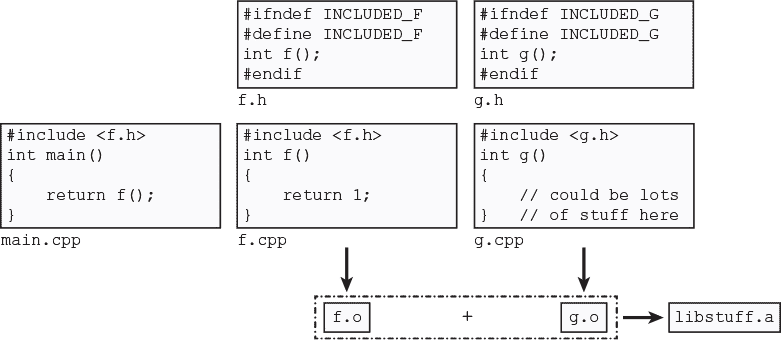 #ifndef INCLUDED_F
#define INCLUDED_F
int f();
#endif
f.h
#ifndef INCLUDED_G
#define INCLUDED_G
int g();
#endif
g.h
#include <f.h>
int main()
{
    return f();
}
main.cpp
#include <f.h>
int f()
{
    return 1;
}
f.cpp
#include <g.h>
int g()
{
    // could be lots
}   // of stuff here
g.cpp
f.o
+
g.o
libstuff.a